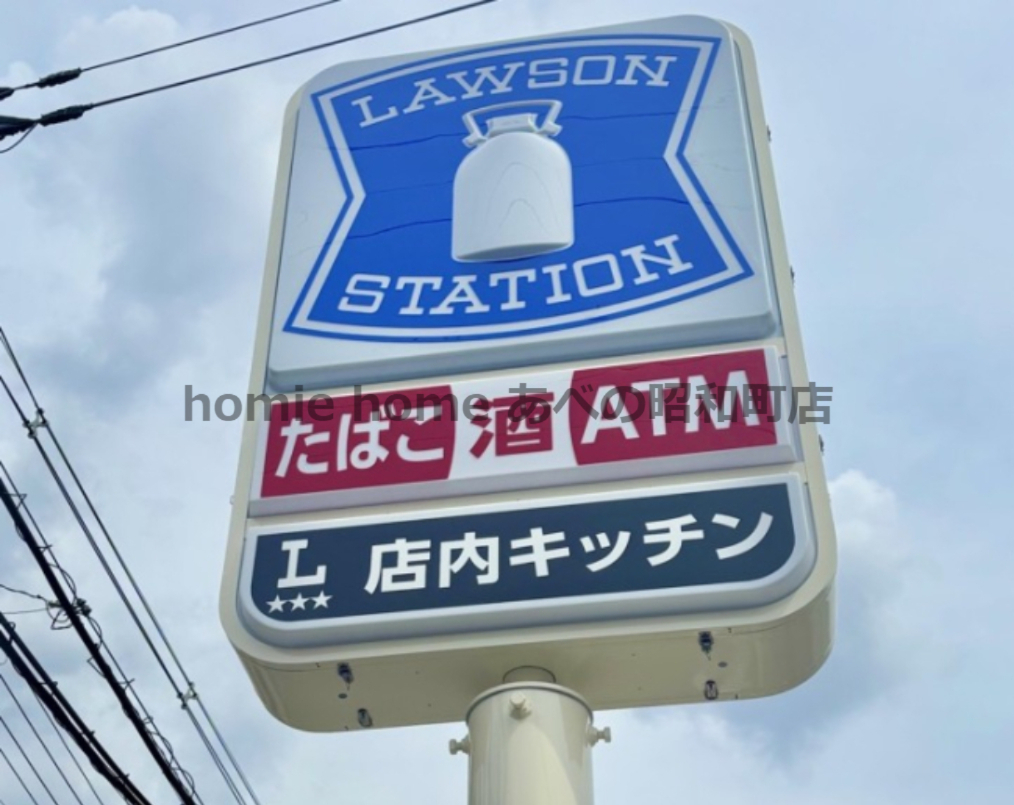 LAWSON
STATION
homie home あべの昭和町店
たばこ 酒 ATM
L 店内キッチン
★★★